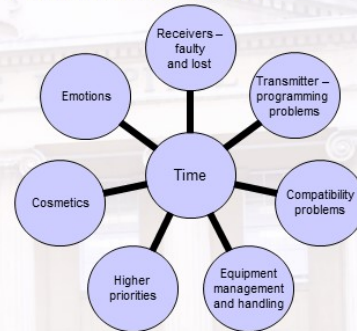 Receivers –
faulty
and lost
Transmitter –
programming
problems
Compatibility
problems
Equipment
management
and handling
Higher
priorities
Cosmetics
Emotions
Time